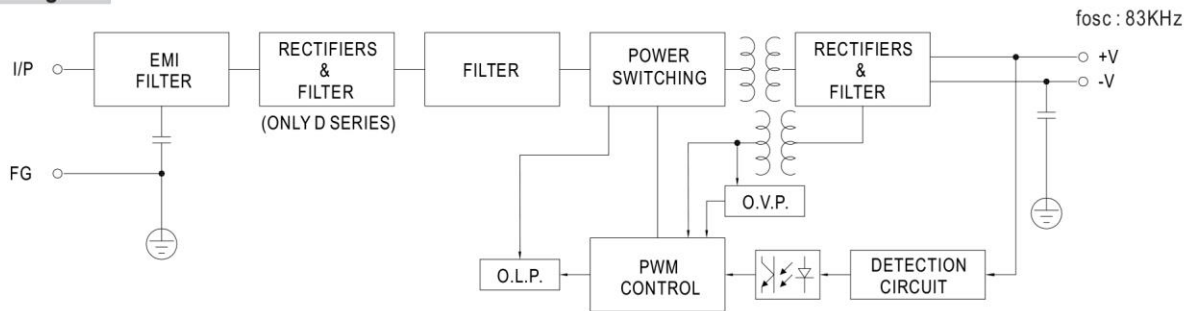 fosc : 83KHz
I/P
EMI
FILTER
RECTIFIERS
&
FILTER
(ONLY D SERIES)
FILTER
POWER
SWITCHING
RECTIFIERS
&
FILTER
+V
-V
FG
O.V.P.
O.L.P.
PWM
CONTROL
DETECTION
CIRCUIT